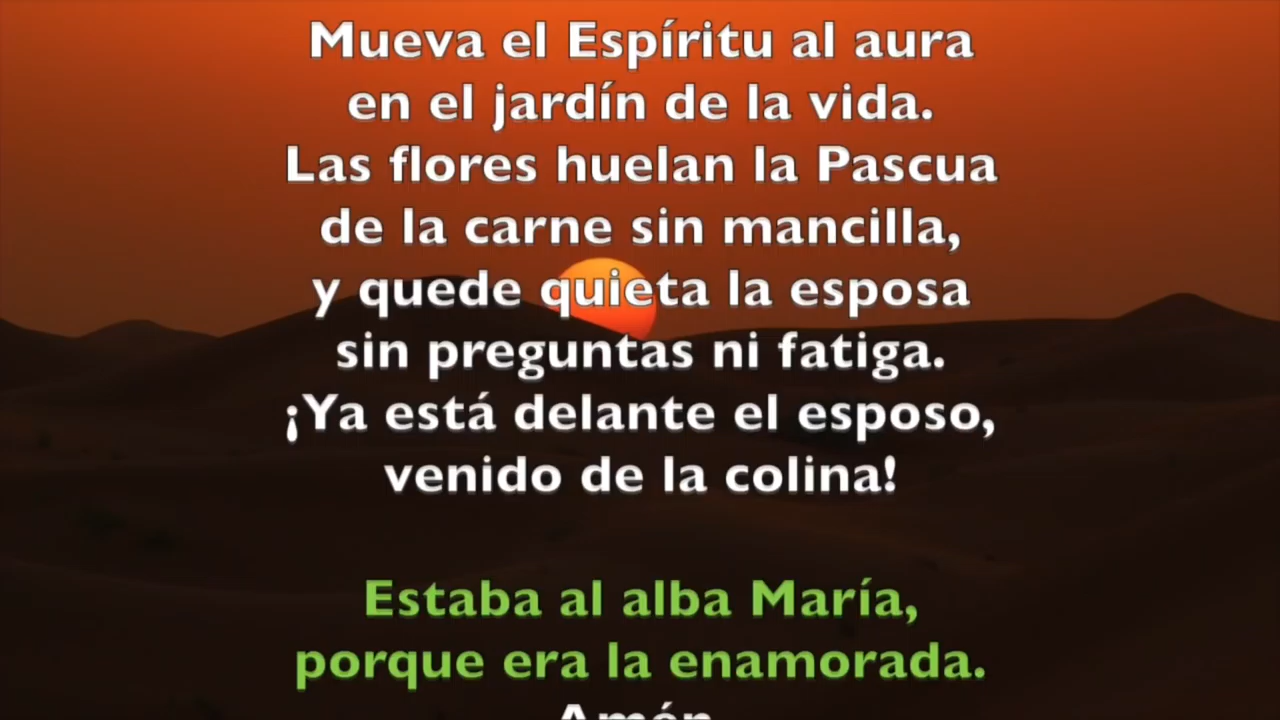 Mueva el Espíritu al aura
en el jardín de la vida.
Las flores huelan la Pascua
de la carne sin mancilla,
y quede quieta la esposa
sin preguntas ni fatiga.
¡Ya está delante el esposo,
venido de la colina!
Estaba al alba María,
porque era la enamorada.
Amén